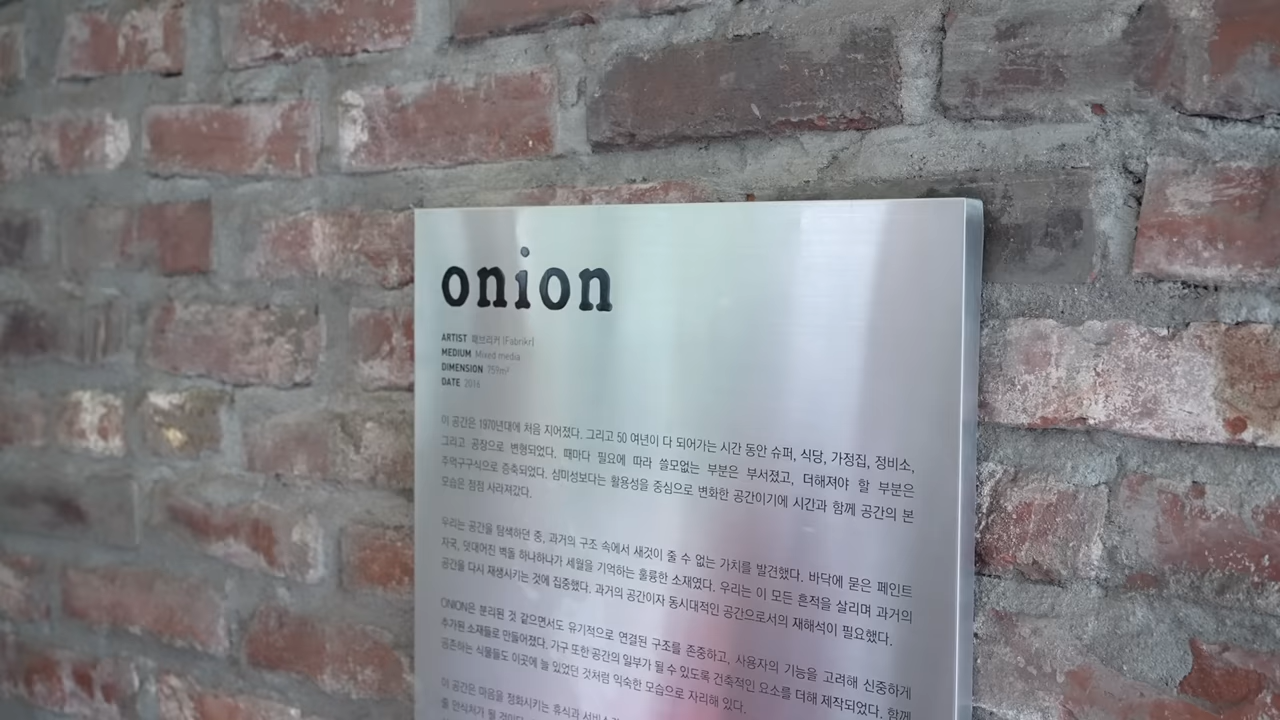 onion
ARTIST 패브리커 [Fabrikr]
MEDIUM Mixed media
DIMENSION 757m²
DATE 2016
이 공간은 1970년대에 처음 지어졌다. 그리고 50 여년이 다 되어가는 시간 동안 슈퍼, 식당, 가정집, 정비소,
그리고 공장으로 변형되었다. 때마다 필요에 따라 쓸모없는 부분은 부서졌고, 더해져야 할 부분은
주먹구구식으로 증축되었다. 심미성보다는 활용성을 중심으로 변화한 공간이기에 시간과 함께 공간의 본
모습은 점점 사라져갔다.
우리는 공간을 탐색하던 중, 과거의 구조 속에서 새것이 줄 수 없는 가치를 발견했다. 바닥에 묻은 페인트
자국, 덧대어진 벽돌 하나하나가 세월을 기억하는 훌륭한 소재였다. 우리는 이 모든 흔적을 살리며 과거의
공간을 다시 재생시키는 것에 집중했다. 과거의 공간이자 동시대적인 공간으로서의 재해석이 필요했다.
ONION은 분리된 것 같으면서도 유기적으로 연결된 구조를 존중하고, 사용자의 기능을 고려해 신중하게
추가된 소재들로 만들어졌다. 가구 또한 공간의 일부가 될 수 있도록 건축적인 요소를 더해 제작되었다. 함께
공존하는 식물들도 이곳에 늘 있었던 것처럼 익숙한 모습으로 자리해 있다.
이 공간은 마음을 정화시키는 휴식과